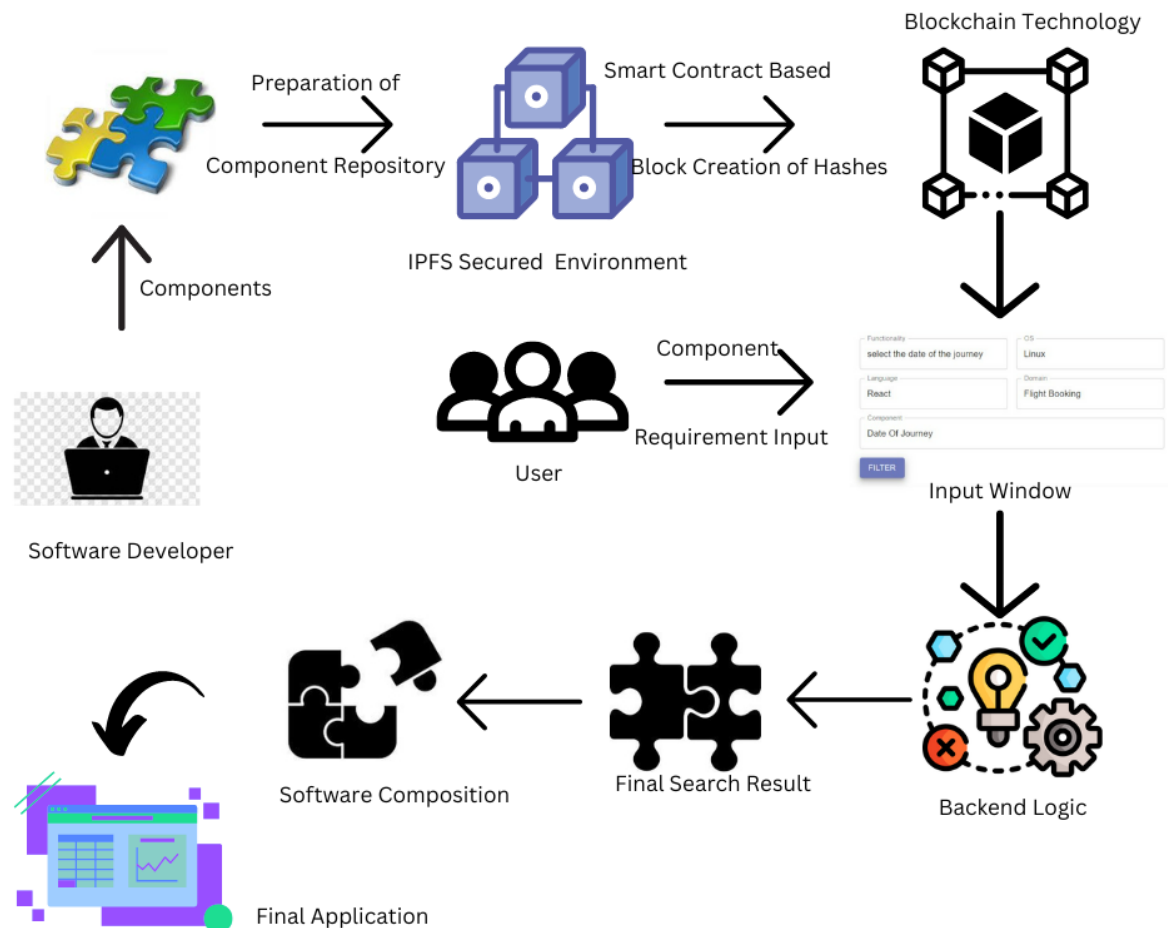 Blockchain Technology
Preparation of
Component Repository
Smart Contract Based
Block Creation of Hashes
IPFS Secured Environment
Components
Software Developer
User
Component
Requirement Input
Functionality
select the date of the journey
OS
Linux
Language
React
Domain
Flight Booking
Component
Date Of Journey
FILTER
Input Window
Backend Logic
Final Search Result
Software Composition
Final Application